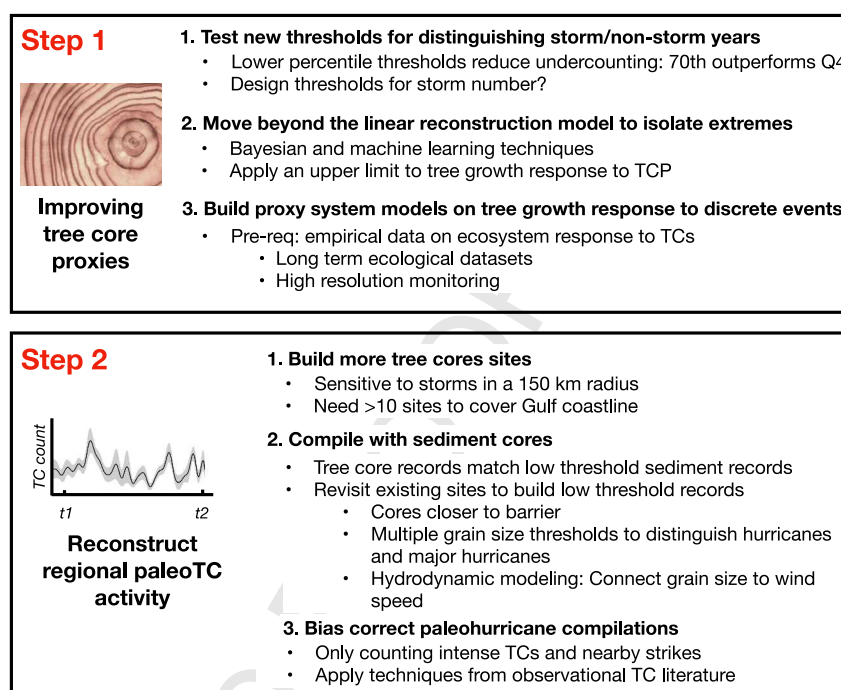 Step 1
1. Test new thresholds for distinguishing storm/non-storm years
• Lower percentile thresholds reduce undercounting: 70th outperforms Q4
• Design thresholds for storm number?
2. Move beyond the linear reconstruction model to isolate extremes
• Bayesian and machine learning techniques
• Apply an upper limit to tree growth response to TCP
Improving
tree core
proxies
3. Build proxy system models on tree growth response to discrete events
• Pre-req: empirical data on ecosystem response to TCs
• Long term ecological datasets
• High resolution monitoring
Step 2
1. Build more tree cores sites
• Sensitive to storms in a 150 km radius
• Need >10 sites to cover Gulf coastline
TC count
t1 t2
Reconstruct
regional paleoTC
activity
2. Compile with sediment cores
• Tree core records match low threshold sediment records
• Revisit existing sites to build low threshold records
• Cores closer to barrier
• Multiple grain size thresholds to distinguish hurricanes
and major hurricanes
• Hydrodynamic modeling: Connect grain size to wind
speed
3. Bias correct paleohurricane compilations
• Only counting intense TCs and nearby strikes
• Apply techniques from observational TC literature